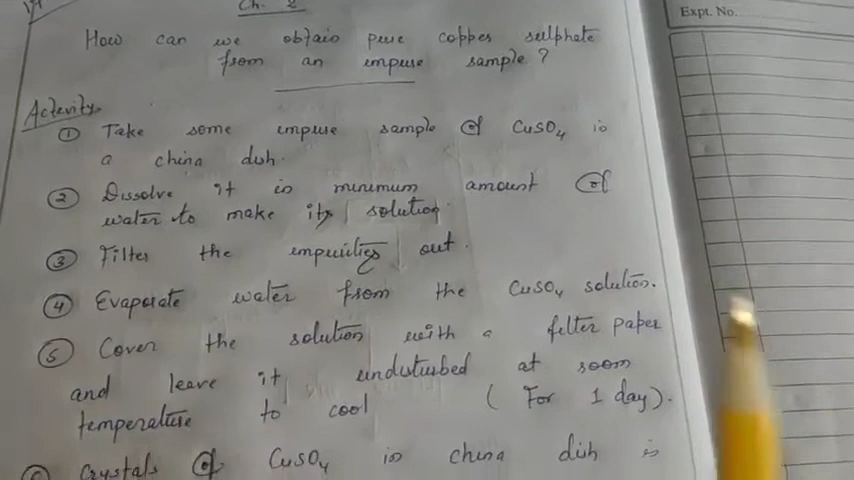 Ch. 2
Expt. No.
How can we obtain pure copper sulphate
from an impure sample?
Activity
① Take some impure sample of CuSO4 in
a china dish.
② Dissolve it in minimum amount of
water to make its solution.
③ Filter the impurities out.
④ Evaporate water from the CuSO4 solution.
⑤ Cover the solution with a filter paper
and leave it undisturbed at room
temperature to cool (For 1 day).
Crystals of CuSO4 in china dish is